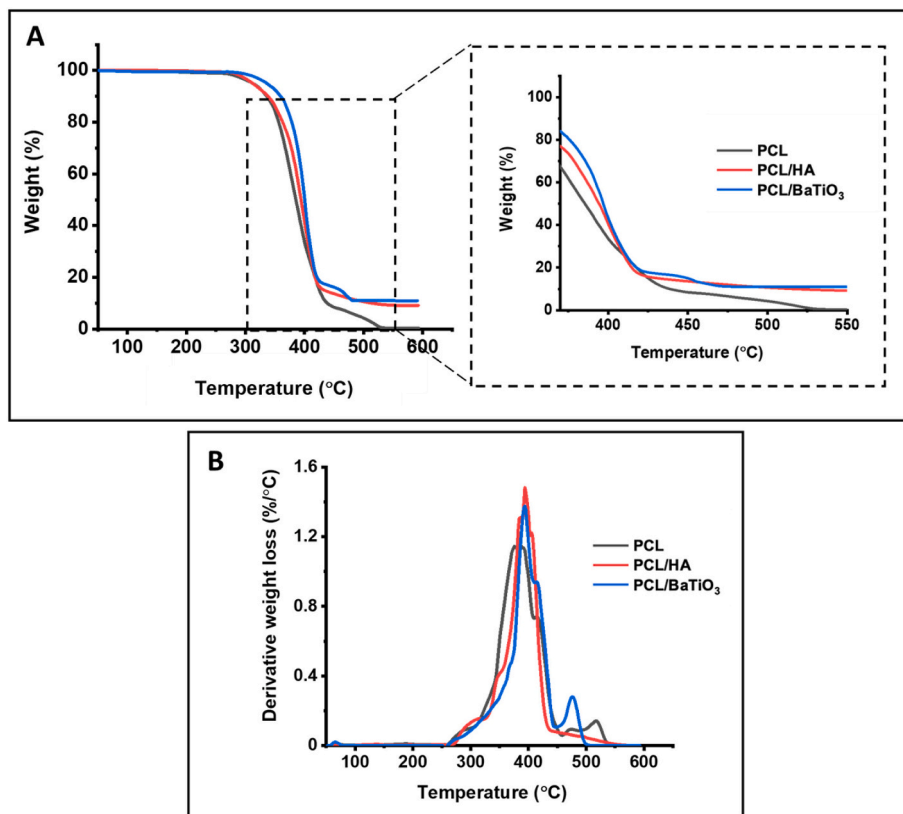 A
100
80
60
40
20
0
Weight (%)
100 200 300 400 500 600
Temperature (°C)
100
80
60
40
20
0
Weight (%)
PCL
PCL/HA
PCL/BaTiO₃
400 450 500 550
Temperature (°C)
B
1.6
1.2
0.8
0.4
0
Derivative weight loss (%/°C)
PCL
PCL/HA
PCL/BaTiO₃
100 200 300 400 500 600
Temperature (°C)